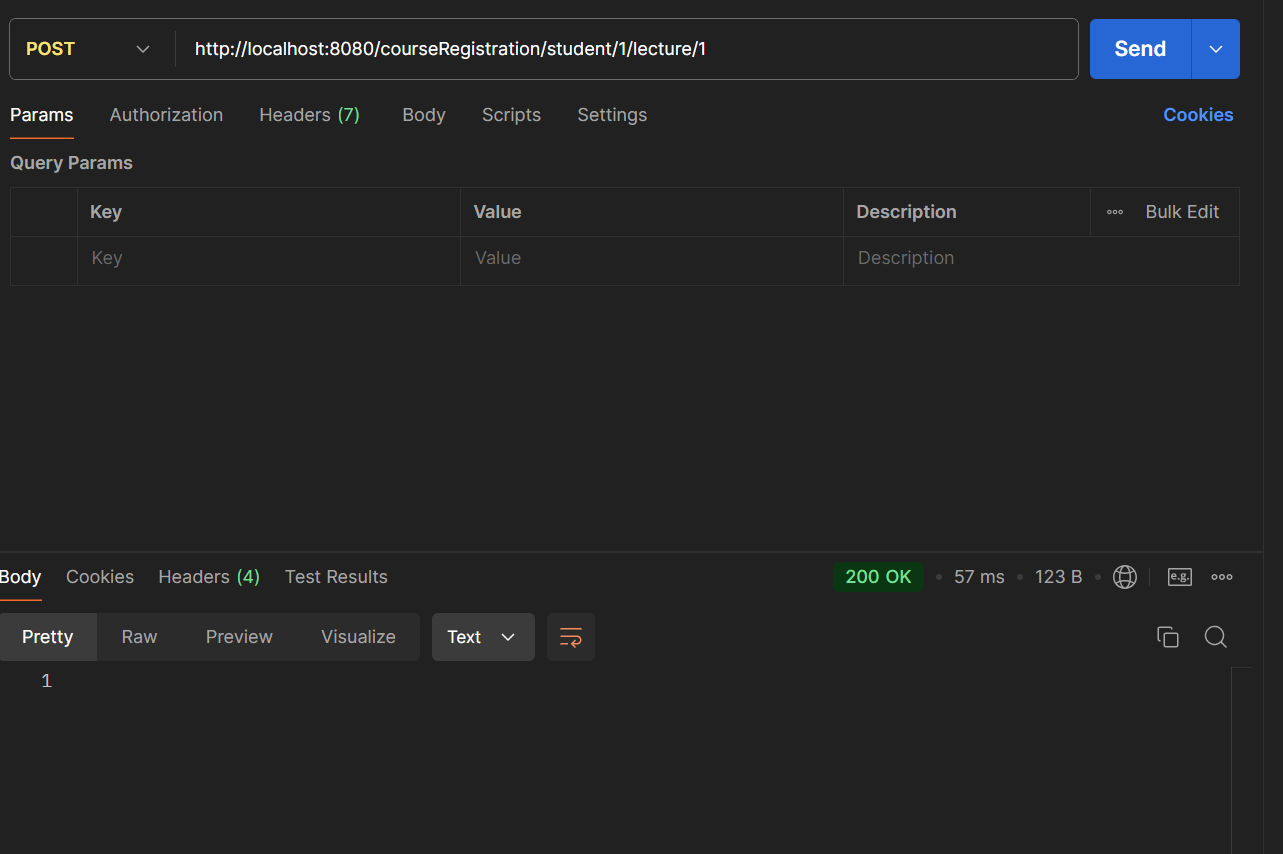 POST http://localhost:8080/courseRegistration/student/1/lecture/1 Send
Params Authorization Headers (7) Body Scripts Settings Cookies
Query Params
Key Value Description Bulk Edit
Key Value Description
Body Cookies Headers (4) Test Results 200 OK • 57 ms • 123 B • e.g.
Pretty Raw Preview Visualize Text
1